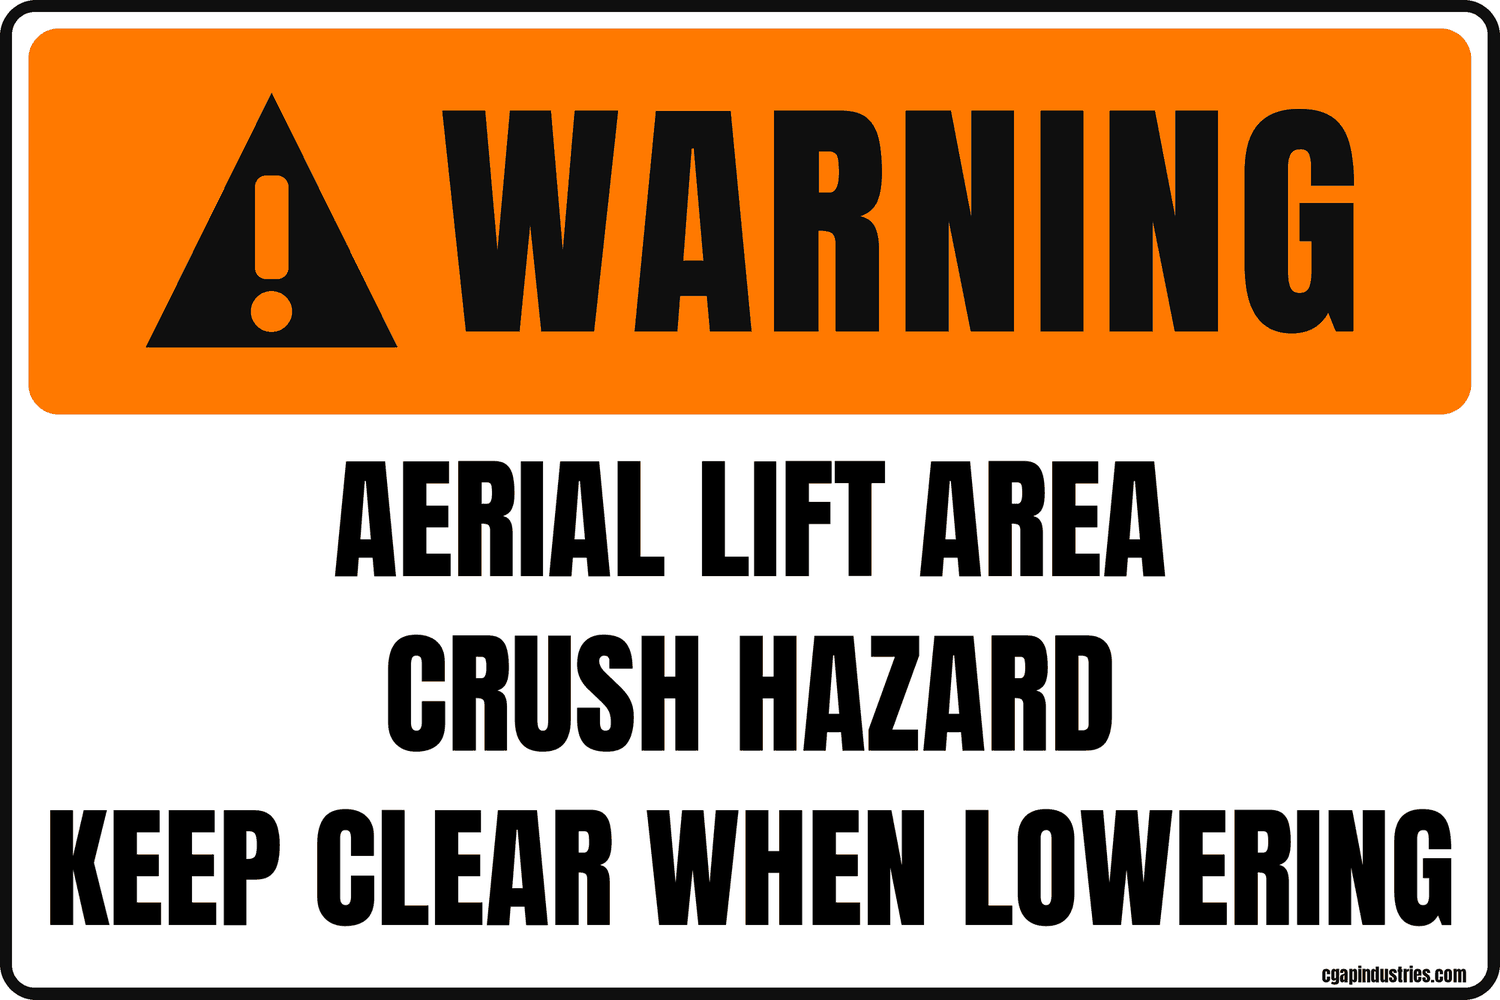 WARNING
AERIAL LIFT AREA
CRUSH HAZARD
KEEP CLEAR WHEN LOWERING
cgapindustries.com